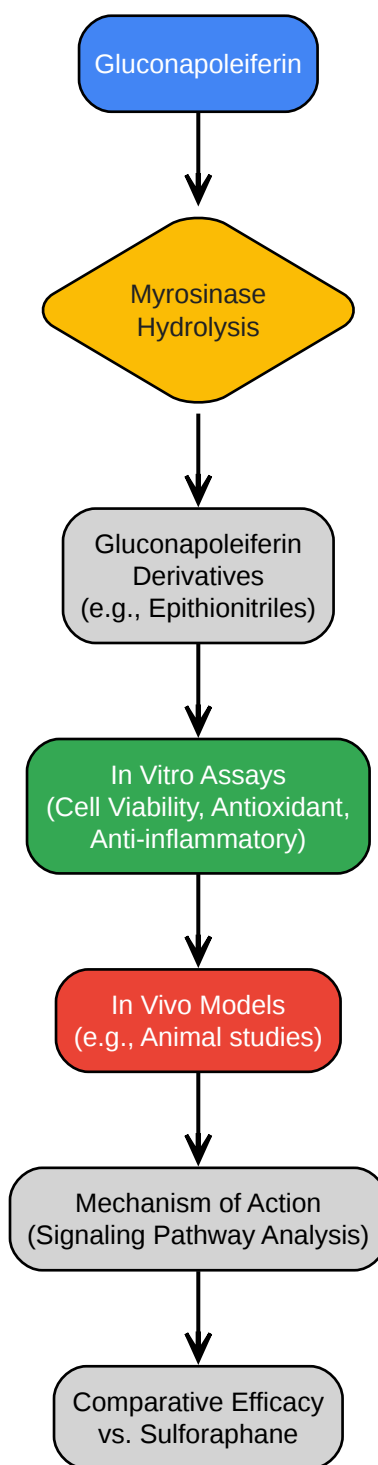 Gluconapoleiferin
Myrosinase
Hydrolysis
Gluconapoleiferin
Derivatives
(e.g., Epithionitriles)
In Vitro Assays
(Cell Viability, Antioxidant,
Anti-inflammatory)
In Vivo Models
(e.g., Animal studies)
Mechanism of Action
(Signaling Pathway Analysis)
Comparative Efficacy
vs. Sulforaphane